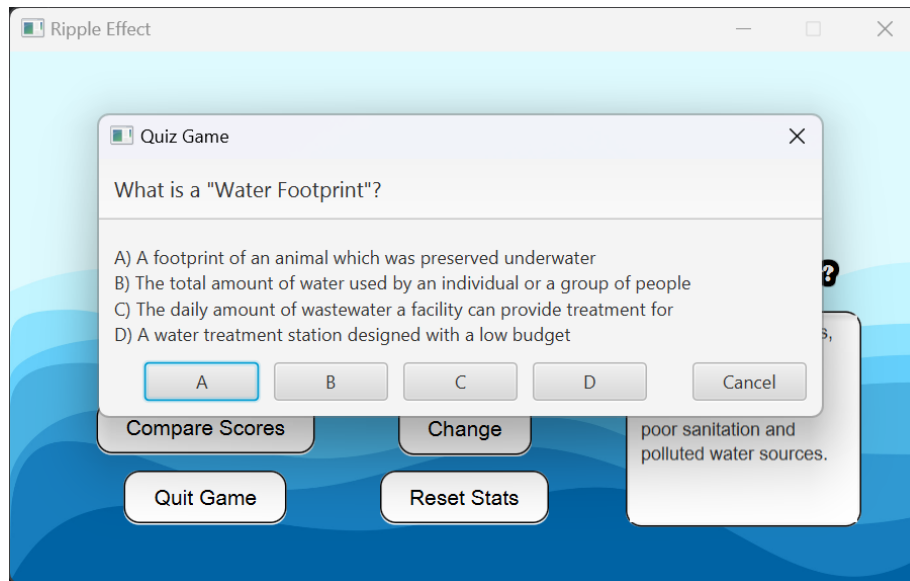 Ripple Effect
Quiz Game
What is a "Water Footprint"?
A) A footprint of an animal which was preserved underwater
B) The total amount of water used by an individual or a group of people
C) The daily amount of wastewater a facility can provide treatment for
D) A water treatment station designed with a low budget
A B C D Cancel
?
s,
Compare Scores
Change
poor sanitation and
polluted water sources.
Quit Game
Reset Stats